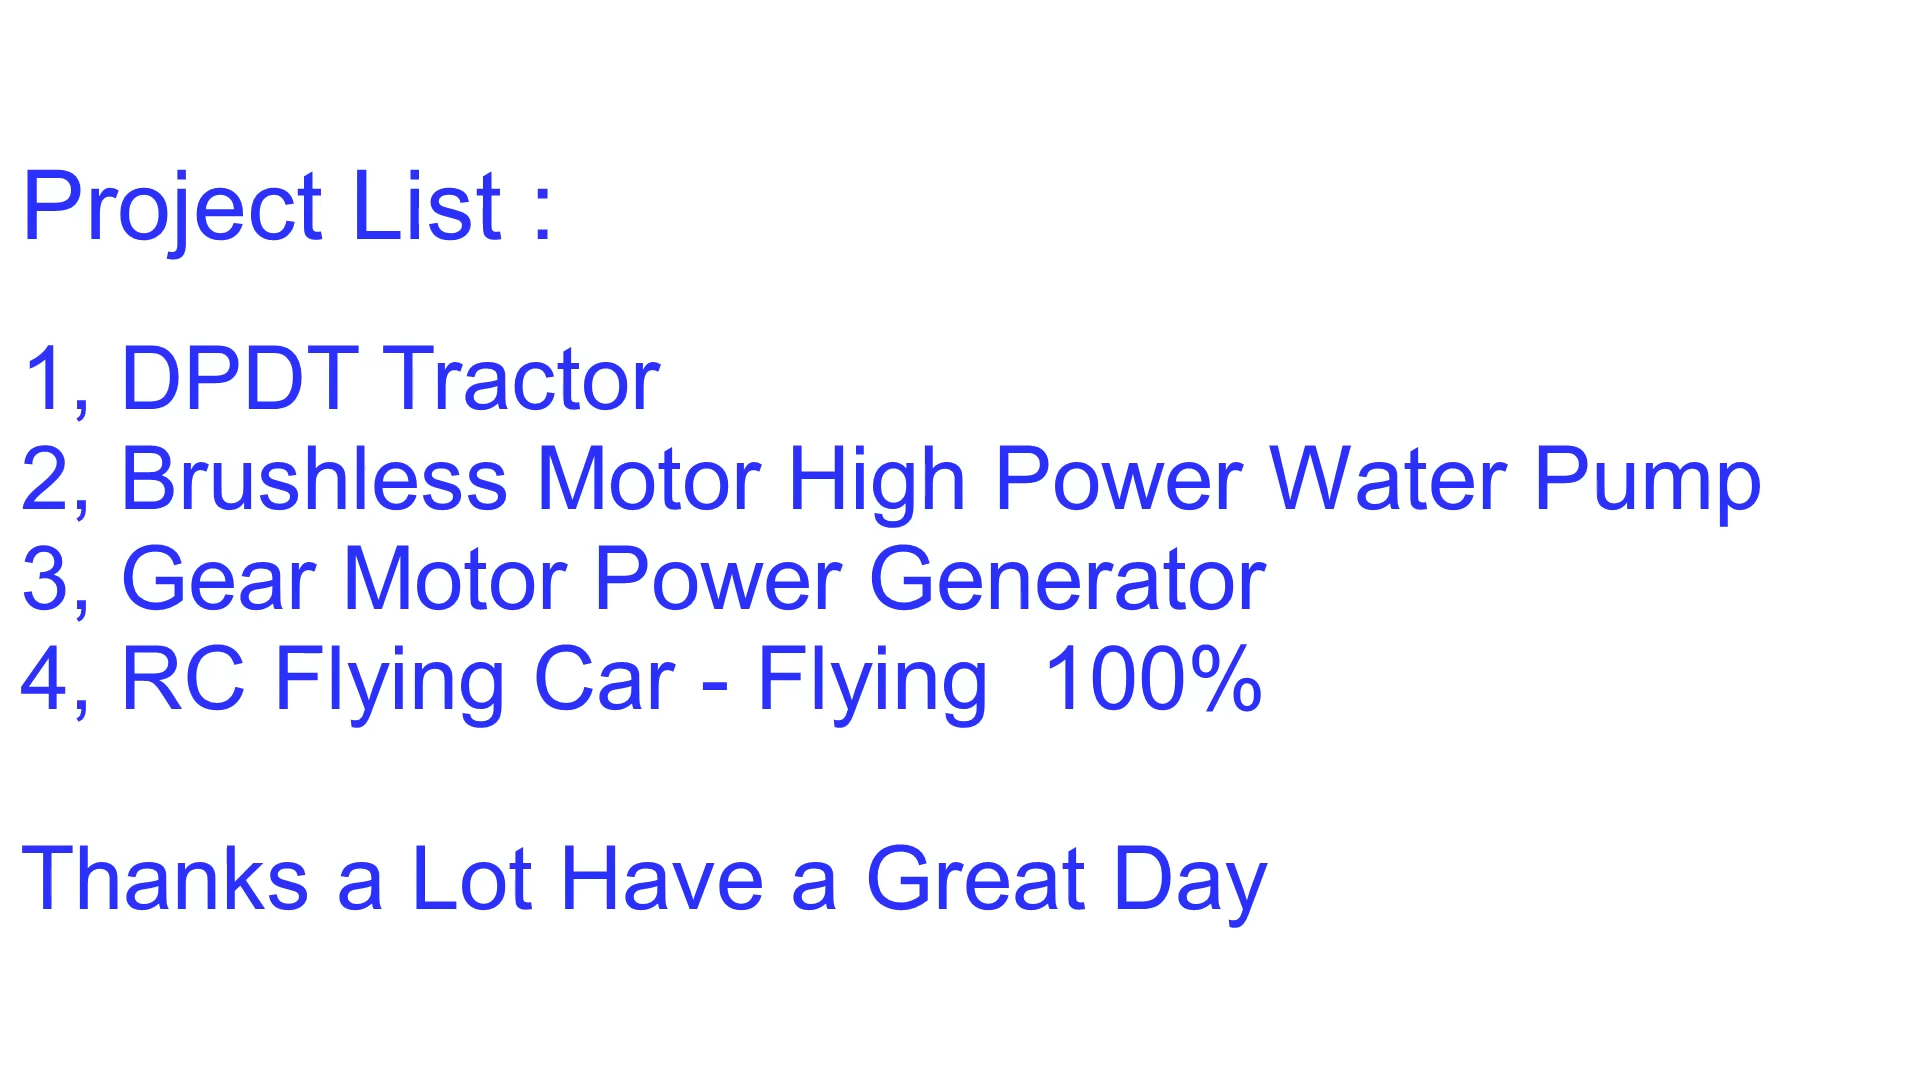 Project List :
1, DPDT Tractor
2, Brushless Motor High Power Water Pump
3, Gear Motor Power Generator
4, RC Flying Car - Flying  100%
Thanks a Lot Have a Great Day